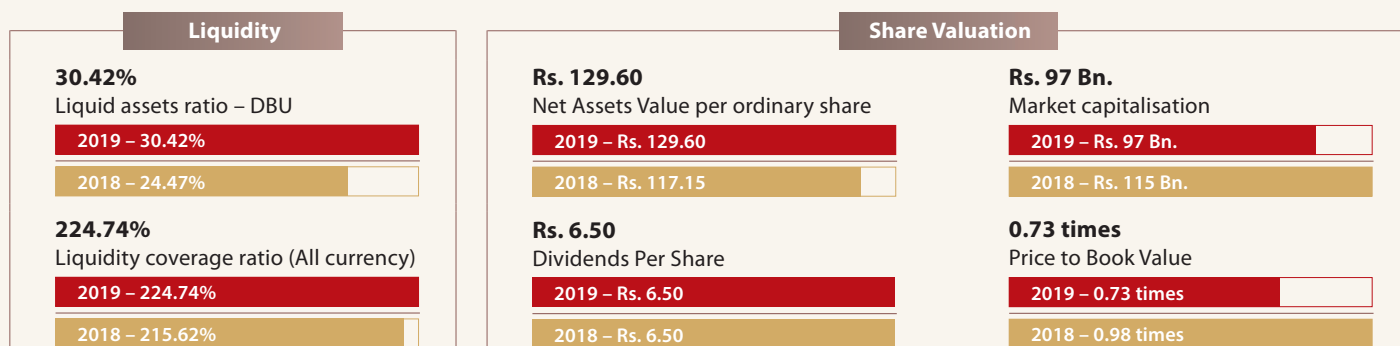 Liquidity
30.42%
Liquid assets ratio – DBU
2019 – 30.42%
2018 – 24.47%
224.74%
Liquidity coverage ratio (All currency)
2019 – 224.74%
2018 – 215.62%
Share Valuation
Rs. 129.60
Net Assets Value per ordinary share
2019 – Rs. 129.60
2018 – Rs. 117.15
Rs. 6.50
Dividends Per Share
2019 – Rs. 6.50
2018 – Rs. 6.50
Rs. 97 Bn.
Market capitalisation
2019 – Rs. 97 Bn.
2018 – Rs. 115 Bn.
0.73 times
Price to Book Value
2019 – 0.73 times
2018 – 0.98 times